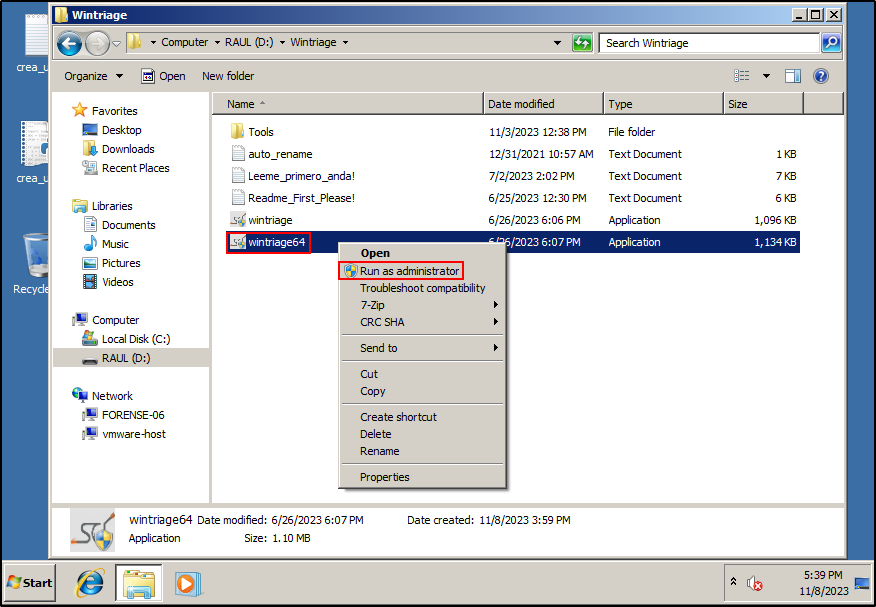 Wintriage
Computer RAUL (D:) Wintriage
Search Wintriage
Organize Open New folder
crea_u
crea_u
Recycle
Favorites
Desktop
Downloads
Recent Places
Libraries
Documents
Music
Pictures
Videos
Computer
Local Disk (C:)
RAUL (D:)
Network
FORENSE-06
vmware-host
Name Date modified Type Size
Tools 11/3/2023 12:38 PM File folder
auto_rename 12/31/2021 10:57 AM Text Document 1 KB
Leeme_primero_anda! 7/2/2023 2:02 PM Text Document 7 KB
Readme_First_Please! 6/25/2023 12:30 PM Text Document 6 KB
wintriage 6/26/2023 6:06 PM Application 1,096 KB
wintriage64 6/26/2023 6:07 PM Application 1,134 KB
Open
Run as administrator
Troubleshoot compatibility
7-Zip
CRC SHA
Send to
Cut
Copy
Create shortcut
Delete
Rename
Properties
wintriage64 Date modified: 6/26/2023 6:07 PM Date created: 11/8/2023 3:59 PM
Application Size: 1.10 MB
Start
5:39 PM
11/8/2023